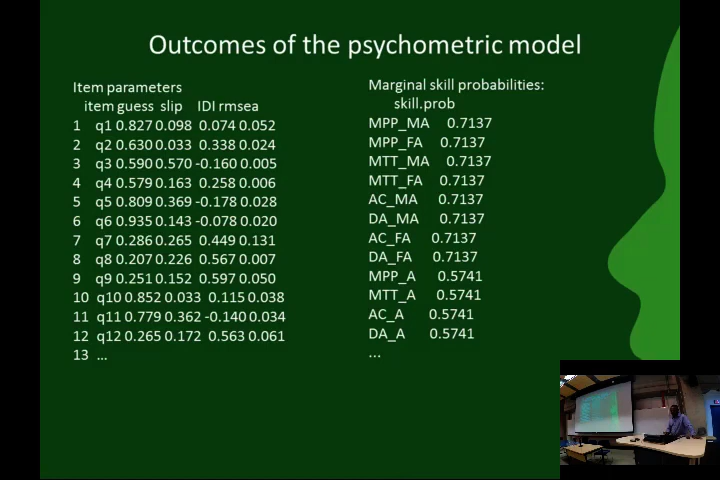 Outcomes of the psychometric model
Item parameters
item guess slip IDI rmsea
1 q1 0.827 0.098 0.074 0.052
2 q2 0.630 0.033 0.338 0.024
3 q3 0.590 0.570 -0.160 0.005
4 q4 0.579 0.163 0.258 0.006
5 q5 0.809 0.369 -0.178 0.028
6 q6 0.935 0.143 -0.078 0.020
7 q7 0.286 0.265 0.449 0.131
8 q8 0.207 0.226 0.567 0.007
9 q9 0.251 0.152 0.597 0.050
10 q10 0.852 0.033 0.115 0.038
11 q11 0.779 0.362 -0.140 0.034
12 q12 0.265 0.172 0.563 0.061
13 ...
Marginal skill probabilities:
skill.prob
MPP_MA 0.7137
MPP_FA 0.7137
MTT_MA 0.7137
MTT_FA 0.7137
AC_MA 0.7137
DA_MA 0.7137
AC_FA 0.7137
DA_FA 0.7137
MPP_A 0.5741
MTT_A 0.5741
AC_A 0.5741
DA_A 0.5741
...